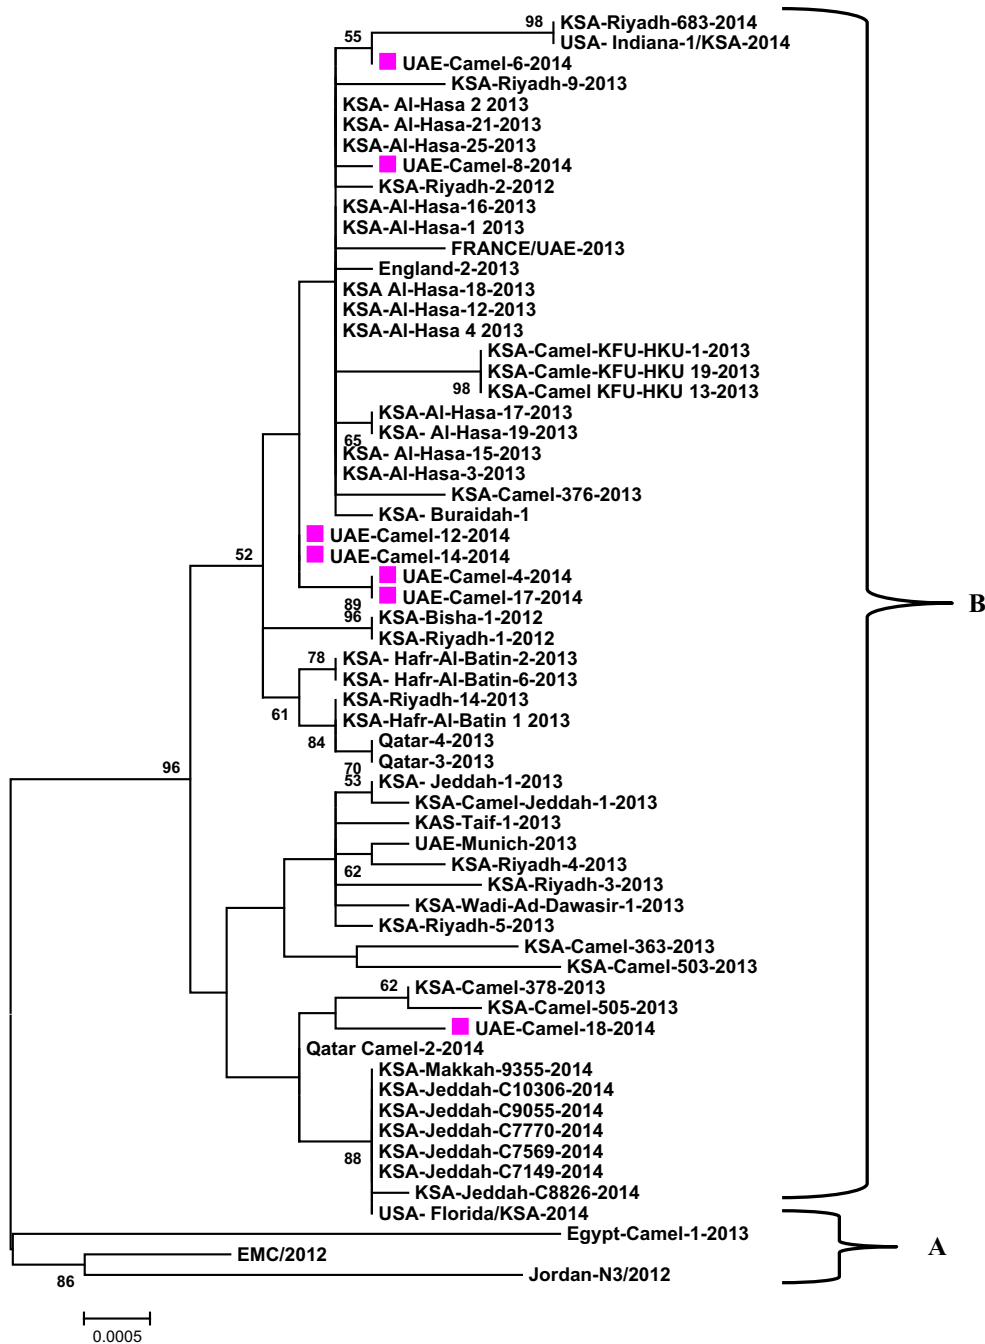 98
KSA-Riyadh-683-2014
55
USA- Indiana-1/KSA-2014
UAE-Camel-6-2014
KSA-Riyadh-9-2013
KSA- Al-Hasa 2 2013
KSA- Al-Hasa-21-2013
KSA-Al-Hasa-25-2013
UAE-Camel-8-2014
KSA-Riyadh-2-2012
KSA-Al-Hasa-16-2013
KSA-Al-Hasa-1 2013
FRANCE/UAE-2013
England-2-2013
KSA Al-Hasa-18-2013
KSA-Al-Hasa-12-2013
KSA-Al-Hasa 4 2013
KSA-Camel-KFU-HKU-1-2013
KSA-Camle-KFU-HKU 19-2013
98
KSA-Camel KFU-HKU 13-2013
KSA-Al-Hasa-17-2013
KSA- Al-Hasa-19-2013
65
KSA- Al-Hasa-15-2013
KSA-Al-Hasa-3-2013
KSA-Camel-376-2013
KSA- Buraidah-1
UAE-Camel-12-2014
52
UAE-Camel-14-2014
UAE-Camel-4-2014
UAE-Camel-17-2014
89
B
96
KSA-Bisha-1-2012
KSA-Riyadh-1-2012
78
KSA- Hafr-Al-Batin-2-2013
KSA- Hafr-Al-Batin-6-2013
KSA-Riyadh-14-2013
61
KSA-Hafr-Al-Batin 1 2013
84
Qatar-4-2013
Qatar-3-2013
96
70
53
KSA- Jeddah-1-2013
KSA-Camel-Jeddah-1-2013
KAS-Taif-1-2013
UAE-Munich-2013
KSA-Riyadh-4-2013
62
KSA-Riyadh-3-2013
KSA-Wadi-Ad-Dawasir-1-2013
KSA-Riyadh-5-2013
KSA-Camel-363-2013
KSA-Camel-503-2013
62
KSA-Camel-378-2013
KSA-Camel-505-2013
UAE-Camel-18-2014
Qatar Camel-2-2014
KSA-Makkah-9355-2014
KSA-Jeddah-C10306-2014
KSA-Jeddah-C9055-2014
KSA-Jeddah-C7770-2014
KSA-Jeddah-C7569-2014
88
KSA-Jeddah-C7149-2014
KSA-Jeddah-C8826-2014
USA- Florida/KSA-2014
Egypt-Camel-1-2013
A
EMC/2012
86
Jordan-N3/2012
0.0005